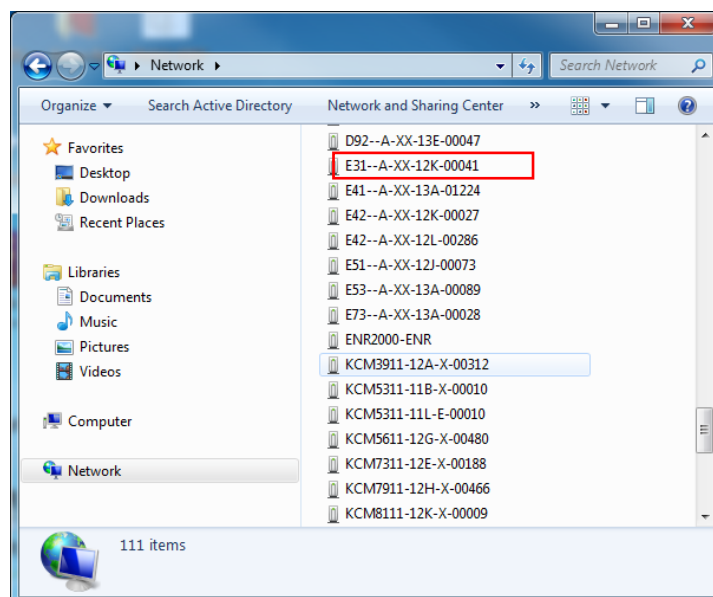 Network
Search Network
Organize Search Active Directory Network and Sharing Center »
Favorites
Desktop
Downloads
Recent Places
Libraries
Documents
Music
Pictures
Videos
Computer
Network
D92--A-XX-13E-00047
E31--A-XX-12K-00041
E41--A-XX-13A-01224
E42--A-XX-12K-00027
E42--A-XX-12L-00286
E51--A-XX-12J-00073
E53--A-XX-13A-00089
E73--A-XX-13A-00028
ENR2000-ENR
KCM3911-12A-X-00312
KCM5311-11B-X-00010
KCM5311-11L-E-00010
KCM5611-12G-X-00480
KCM7311-12E-X-00188
KCM7911-12H-X-00466
KCM8111-12K-X-00009
111 items